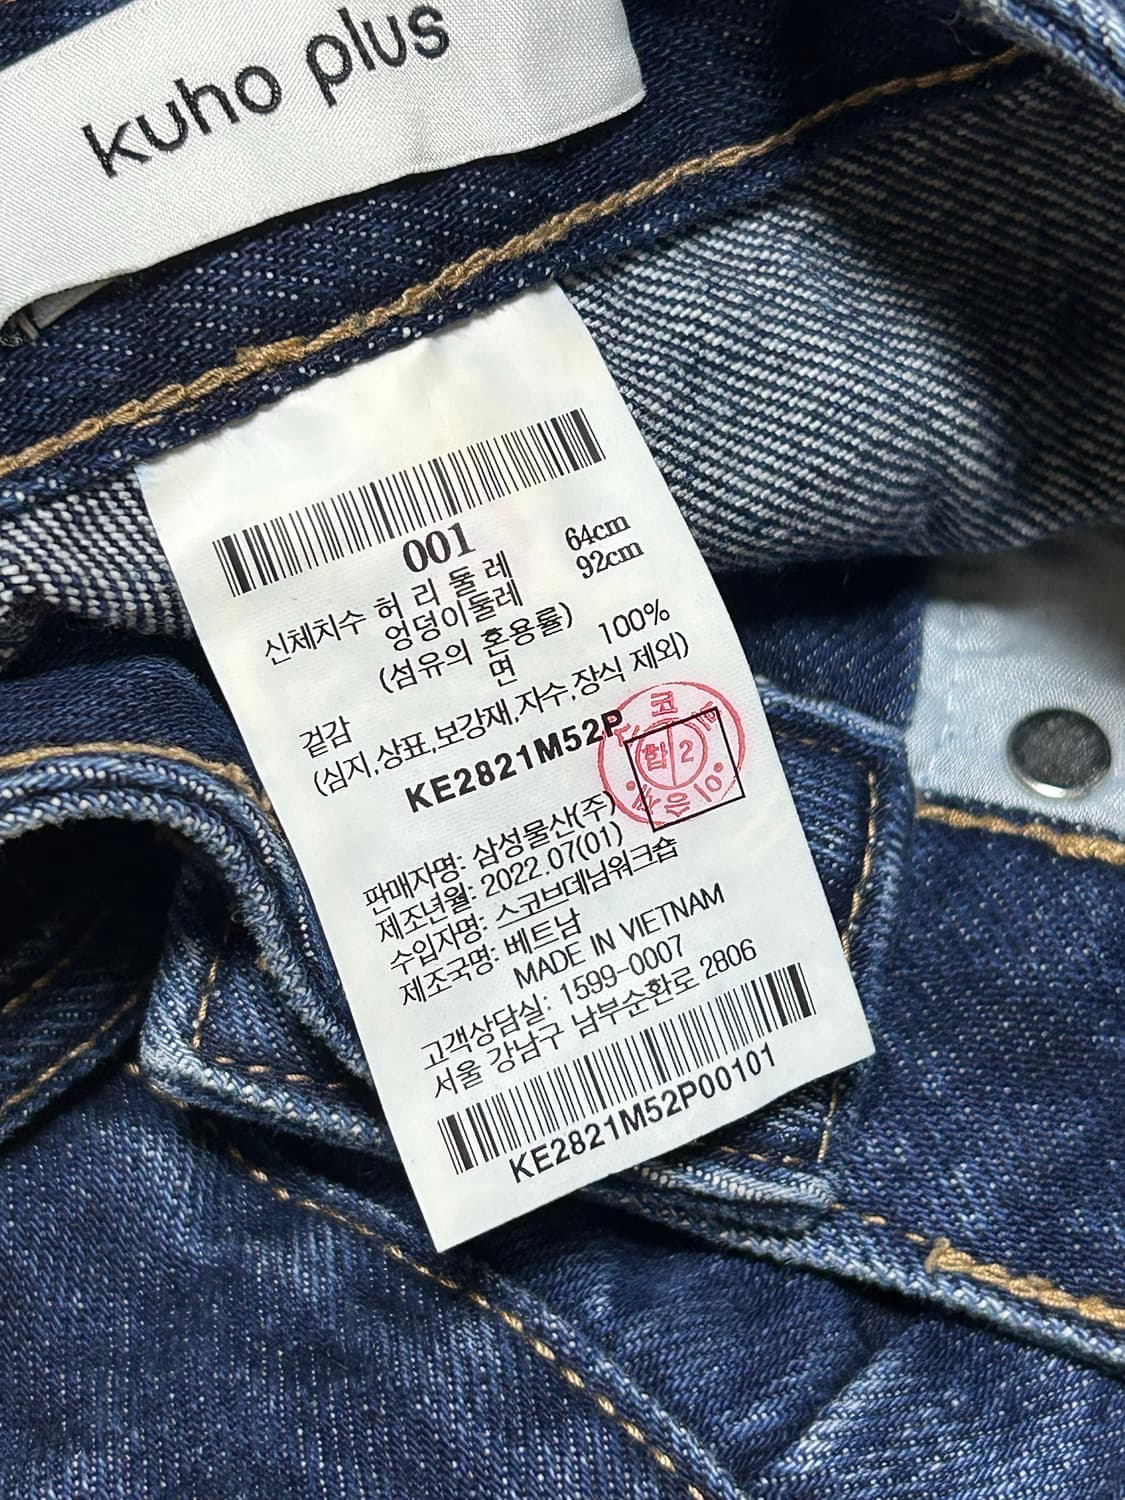 kuho plus
001
신체치수 허 리 둘 레 64cm
엉덩이둘레 92cm
(섬유의 혼용률)
겉감 면 100%
(심지,상표,보강재,자수,장식 제외)
KE2821M52P
합 2
판매자명: 삼성물산(주)
제조년월: 2022.07(01)
수입자명: 스코브데님워크숍
제조국명: 베트남
MADE IN VIETNAM
고객상담실: 1599-0007
서울 강남구 남부순환로 2806
KE2821M52P00101